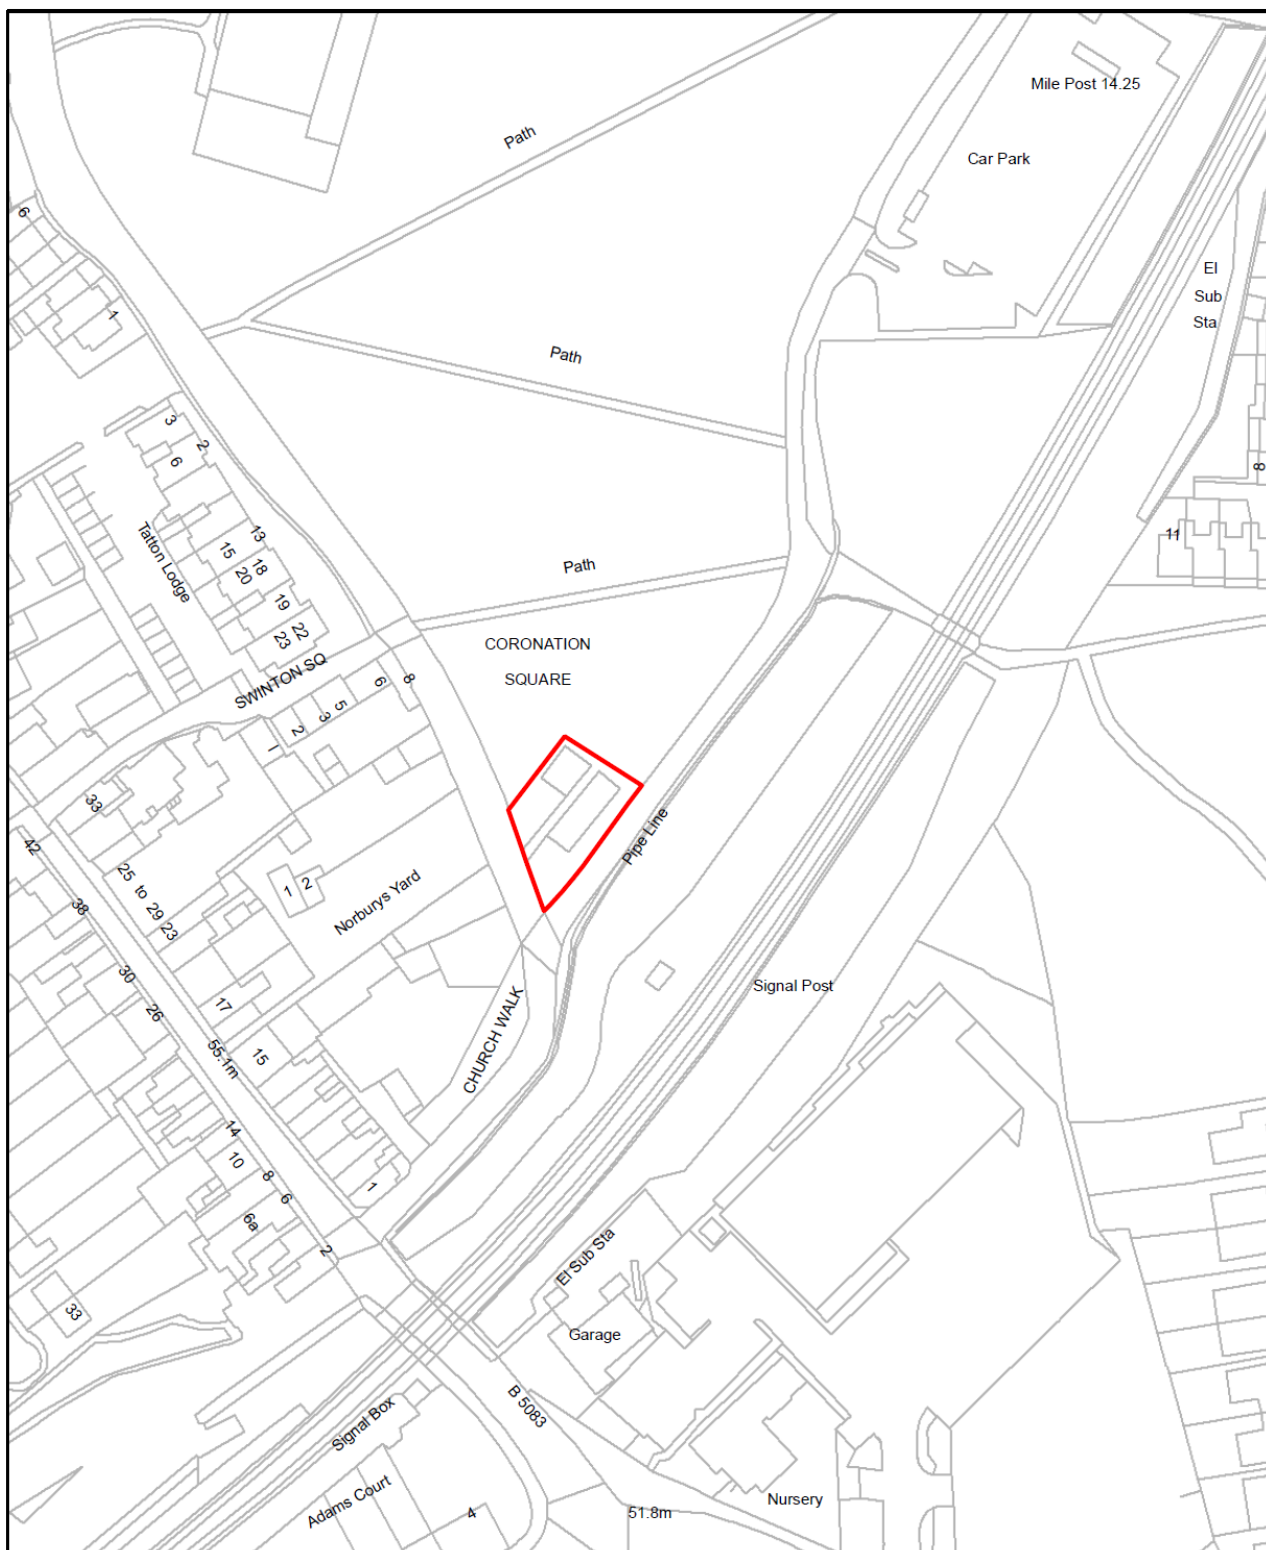 Mile Post 14.25
Path
Car Park
6
El
Sub
Sta
1
Path
3
2
6
8
Tatton Lodge
13
15
18
20
11
Path
19
22
23
CORONATION
SQUARE
SWINTON SQ
6
8
5
3
2
1
33
Pipe Line
42
25 to 29
1
2
Norburys Yard
38
23
30
26
17
Signal Post
CHURCH WALK
55.1m
15
14
10
8
6
1
6a
2
El Sub Sta
33
Garage
B 5083
Signal Box
Adams Court
4
Nursery
51.8m